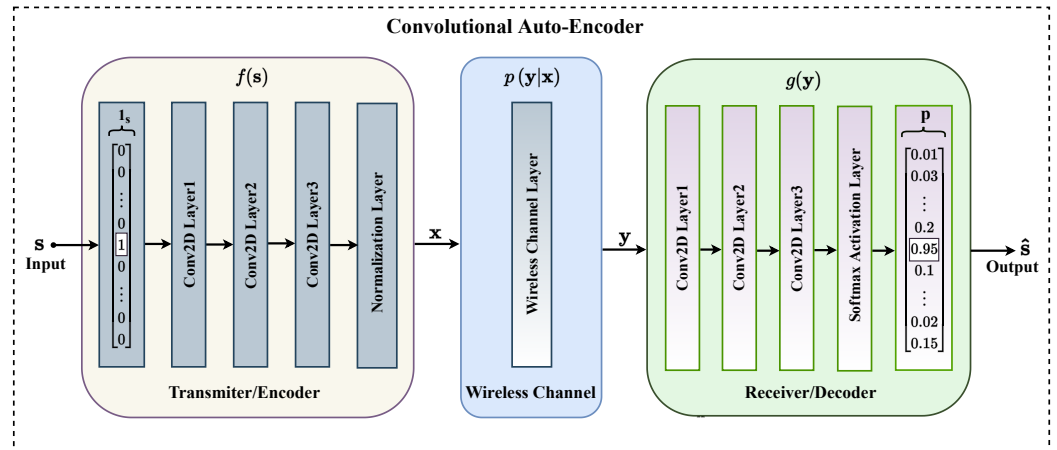 Convolutional Auto-Encoder
f(s)
1ₛ
0
0
⋮
0
1
0
⋮
0
0
Conv2D Layer1
Conv2D Layer2
Conv2D Layer3
Normalization Layer
Transmiter/Encoder
s
Input
x
p (y|x)
Wireless Channel Layer
Wireless Channel
y
g(y)
Conv2D Layer1
Conv2D Layer2
Conv2D Layer3
Softmax Activation Layer
p
0.01
0.03
⋮
0.2
0.95
0.1
⋮
0.02
0.15
Receiver/Decoder
ŝ
Output